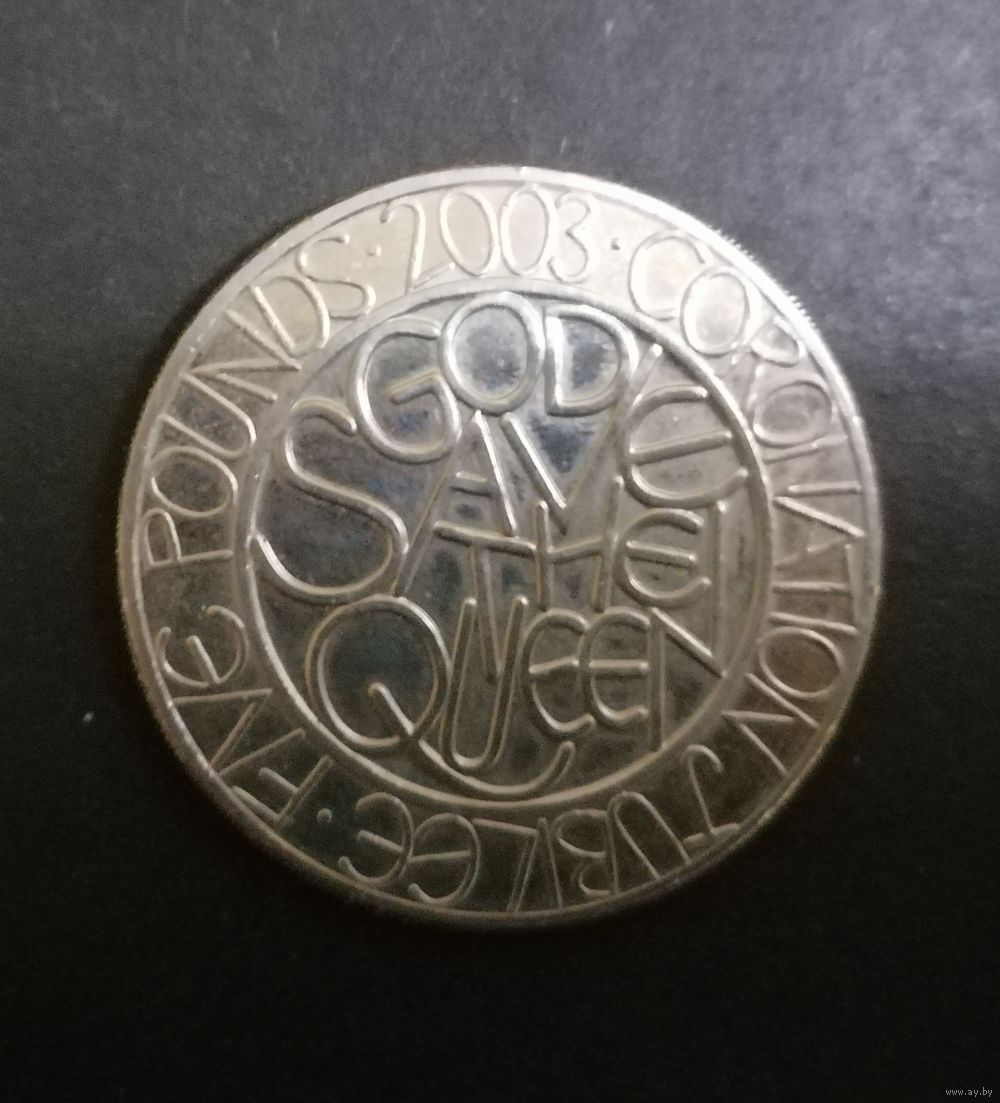 CORONATION JUBILEE · FIVE POUNDS · 2003 ·
GOD
SAVE
THE
QUEEN
www.ay.by